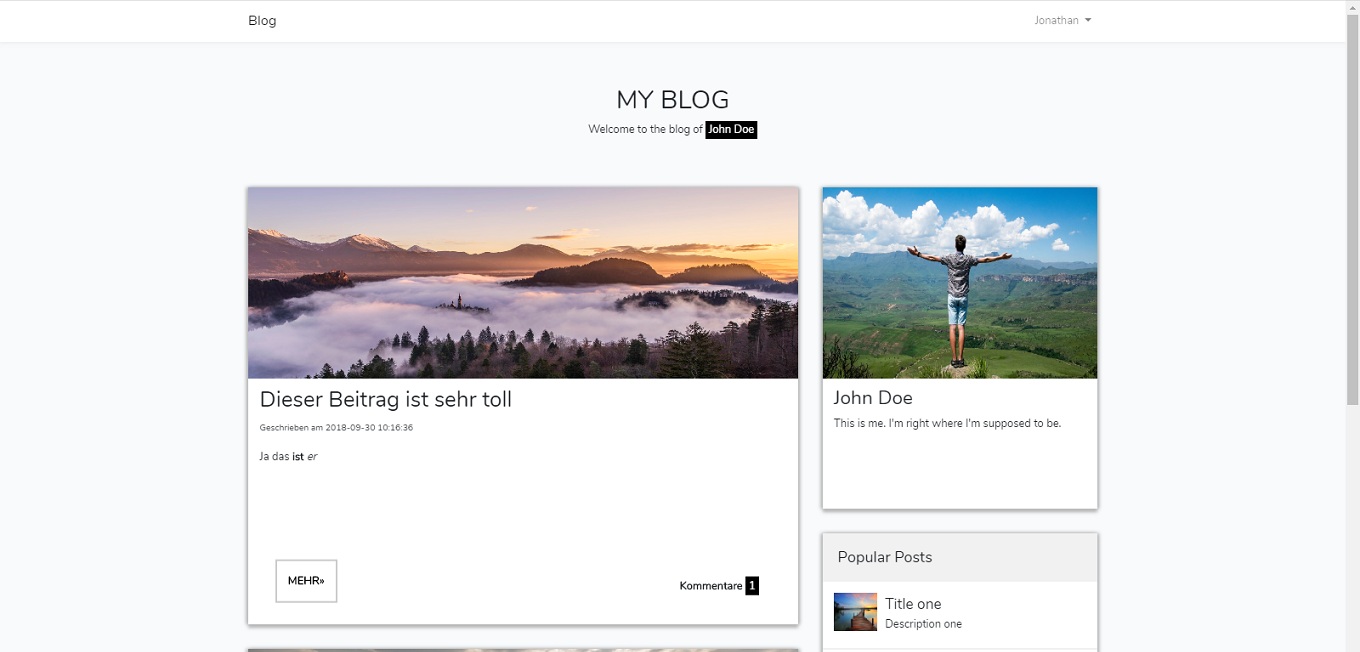 Blog
Jonathan
MY BLOG
Welcome to the blog of John Doe
Dieser Beitrag ist sehr toll
Geschrieben am 2018-09-30 10:16:36
Ja das ist er
MEHR»
Kommentare 1
John Doe
This is me. I'm right where I'm supposed to be.
Popular Posts
Title one
Description one